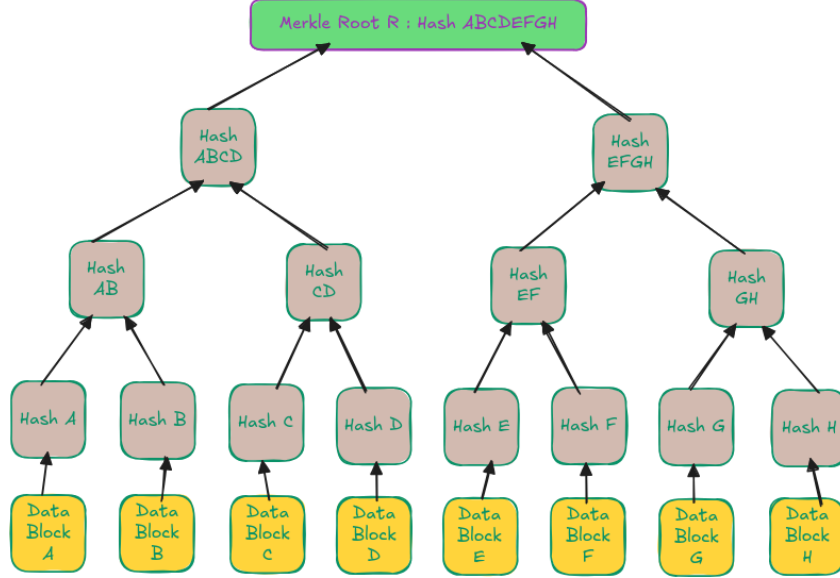 Merkle Root R : Hash ABCDEFGH
Hash
ABCD
Hash
EFGH
Hash
AB
Hash
CD
Hash
EF
Hash
GH
Hash A
Hash B
Hash C
Hash D
Hash E
Hash F
Hash G
Hash H
Data
Block
A
Data
Block
B
Data
Block
C
Data
Block
D
Data
Block
E
Data
Block
F
Data
Block
G
Data
Block
H